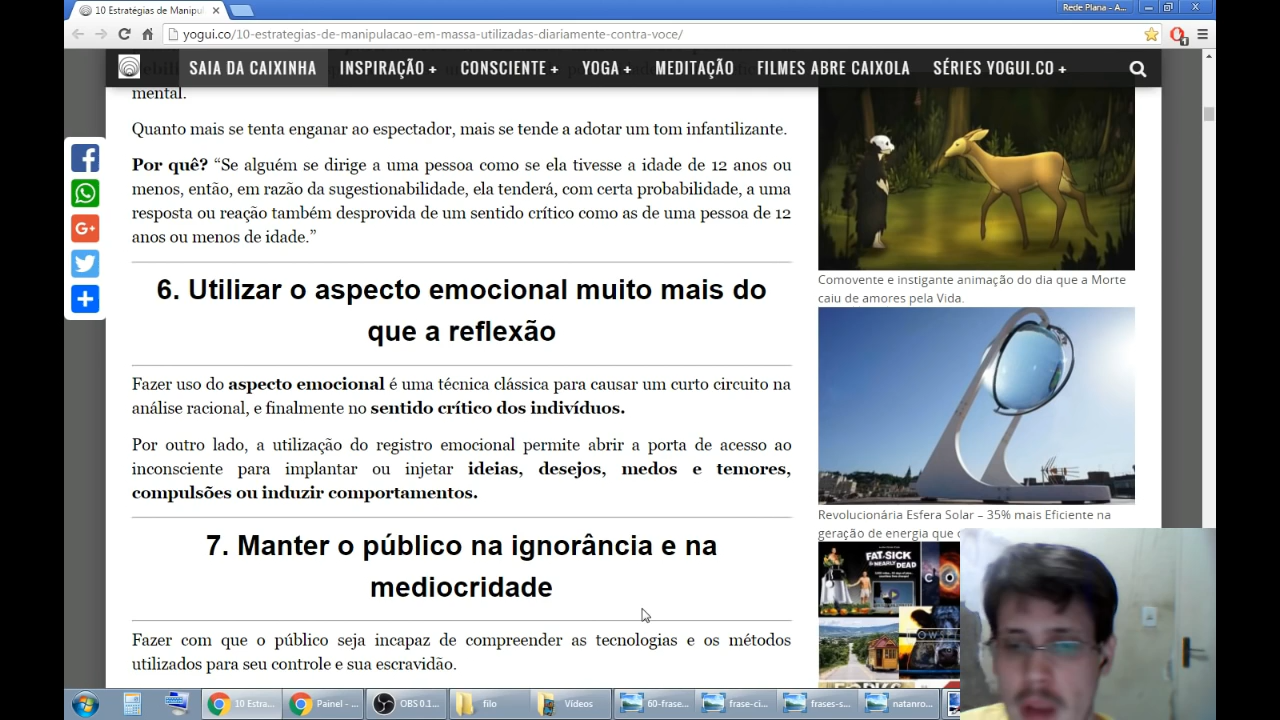 10 Estratégias de Manipul
Rede Plana - A...
yogui.co/10-estrategias-de-manipulacao-em-massa-utilizadas-diariamente-contra-voce/
1
SAIA DA CAIXINHA INSPIRAÇÃO + CONSCIENTE + YOGA + MEDITAÇÃO FILMES ABRE CAIXOLA SÉRIES YOGUI.CO +
mental.
Quanto mais se tenta enganar ao espectador, mais se tende a adotar um tom infantilizante.
Por quê? “Se alguém se dirige a uma pessoa como se ela tivesse a idade de 12 anos ou
menos, então, em razão da sugestionabilidade, ela tenderá, com certa probabilidade, a uma
resposta ou reação também desprovida de um sentido crítico como as de uma pessoa de 12
anos ou menos de idade.”
6. Utilizar o aspecto emocional muito mais do
que a reflexão
Fazer uso do aspecto emocional é uma técnica clássica para causar um curto circuito na
análise racional, e finalmente no sentido crítico dos indivíduos.
Por outro lado, a utilização do registro emocional permite abrir a porta de acesso ao
inconsciente para implantar ou injetar ideias, desejos, medos e temores,
compulsões ou induzir comportamentos.
7. Manter o público na ignorância e na
mediocridade
Fazer com que o público seja incapaz de compreender as tecnologias e os métodos
utilizados para seu controle e sua escravidão.
Comovente e instigante animação do dia que a Morte
caiu de amores pela Vida.
Revolucionária Esfera Solar – 35% mais Eficiente na
geração de energia que
FAT, SICK
& NEARLY
DEAD
10 Estra...
Painel - ...
OBS 0.1...
filo
Vídeos
60-frase...
frase-ci...
frases-s...
natanro...